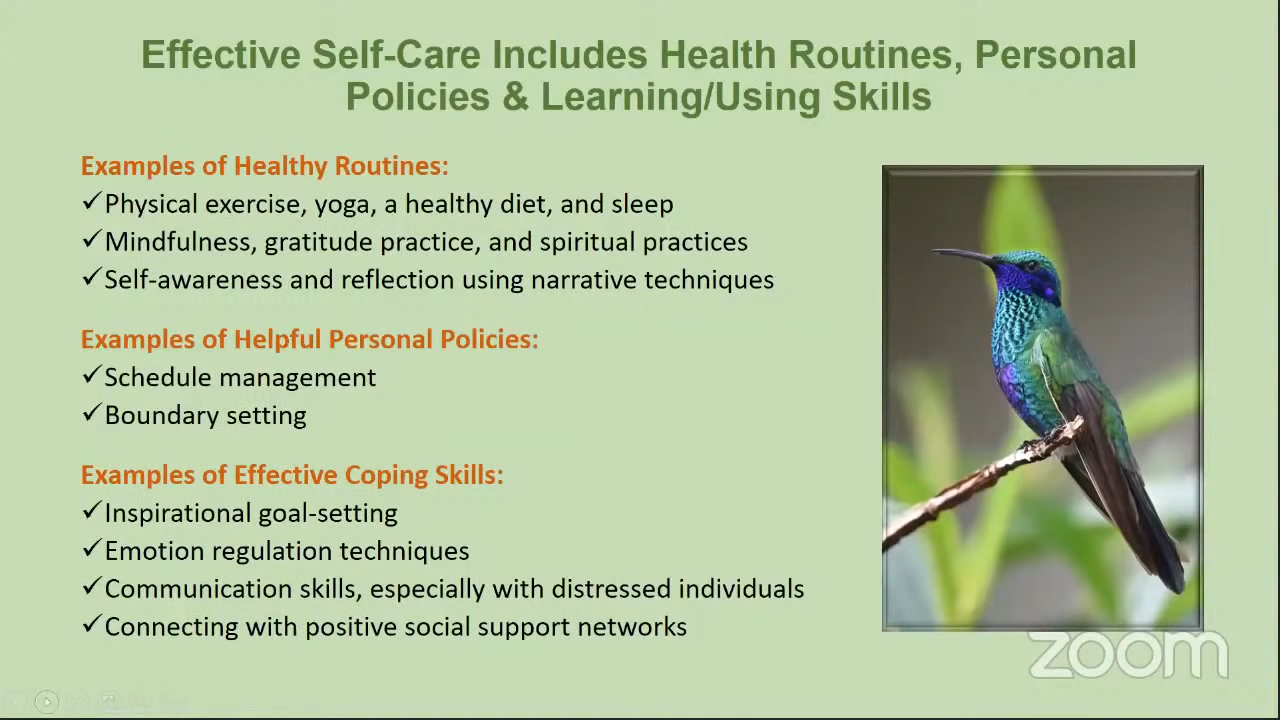 Effective Self-Care Includes Health Routines, Personal
Policies & Learning/Using Skills
Examples of Healthy Routines:
✓Physical exercise, yoga, a healthy diet, and sleep
✓Mindfulness, gratitude practice, and spiritual practices
✓Self-awareness and reflection using narrative techniques
Examples of Helpful Personal Policies:
✓Schedule management
✓Boundary setting
Examples of Effective Coping Skills:
✓Inspirational goal-setting
✓Emotion regulation techniques
✓Communication skills, especially with distressed individuals
✓Connecting with positive social support networks
zoom